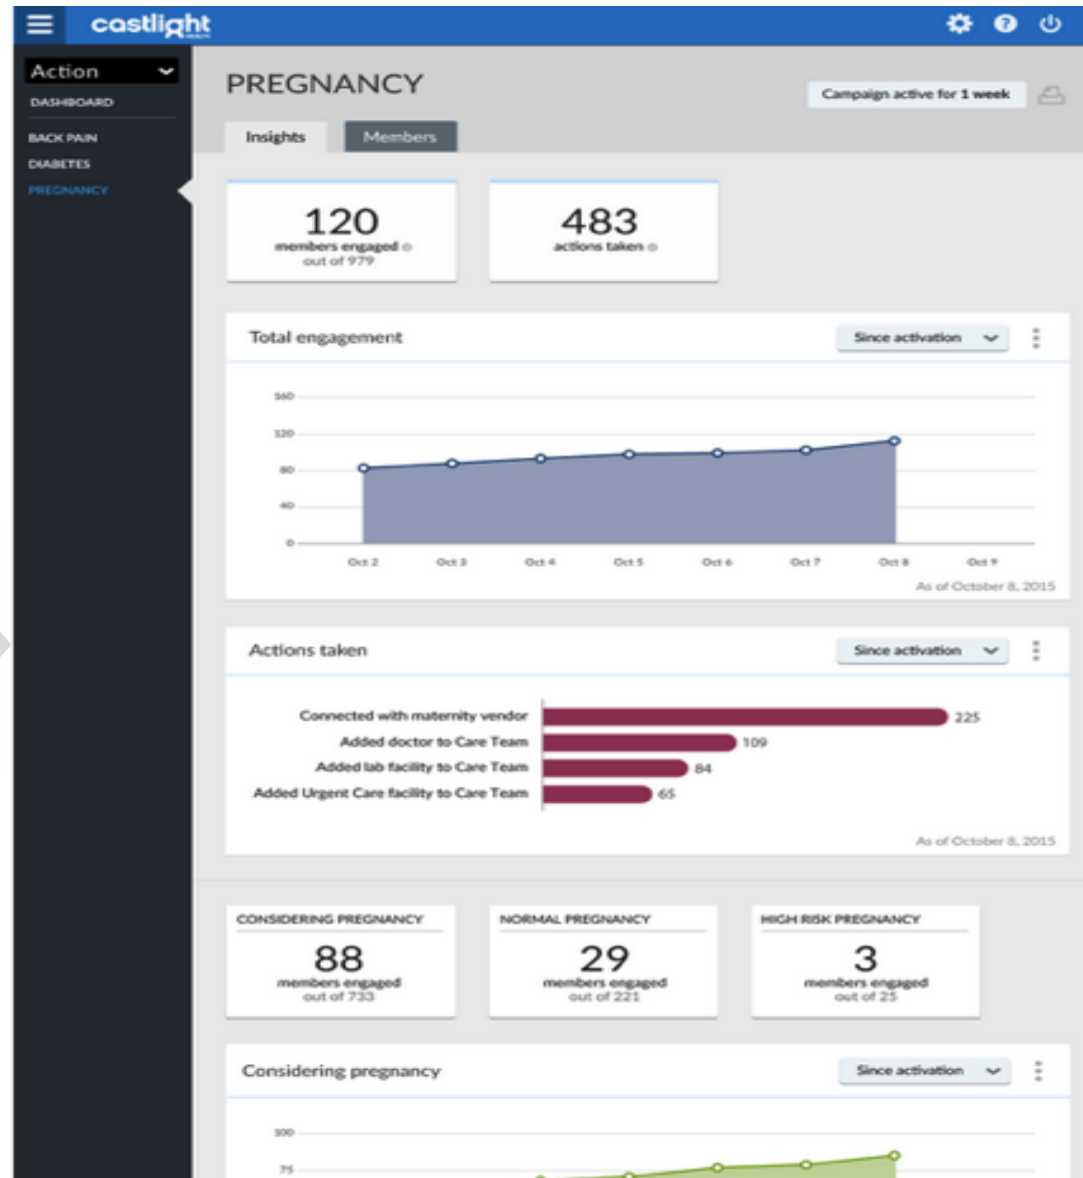 castlight
HEALTH
Action
DASHBOARD
BACK PAIN
DIABETES
PREGNANCY
PREGNANCY
Campaign active for 1 week
Insights
Members
120
members engaged
out of 979
483
actions taken
Total engagement
Since activation
160
120
80
40
0
Oct 2 Oct 3 Oct 4 Oct 5 Oct 6 Oct 7 Oct 8 Oct 9
As of October 8, 2015
Actions taken
Since activation
Connected with maternity vendor 225
Added doctor to Care Team 109
Added lab facility to Care Team 84
Added Urgent Care facility to Care Team 65
As of October 8, 2015
CONSIDERING PREGNANCY
88
members engaged
out of 733
NORMAL PREGNANCY
29
members engaged
out of 221
HIGH RISK PREGNANCY
3
members engaged
out of 25
Considering pregnancy
Since activation
100
75